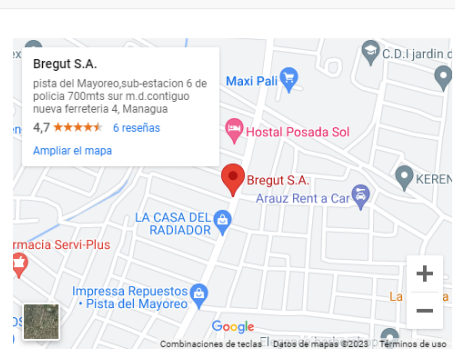 Bregut S.A.
pista del Mayoreo,sub-estacion 6 de
policia 700mts sur m.d.contiguo
nueva ferreteria 4, Managua
4,7 6 reseñas
Ampliar el mapa
C.D.I jardin d
Maxi Pali
Hostal Posada Sol
Bregut S.A.
KEREN
Arauz Rent a Car
LA CASA DEL
RADIADOR
rmacia Servi-Plus
Impressa Repuestos
• Pista del Mayoreo
La
Google
Combinaciones de teclas Datos de mapas ©2023 Términos de uso